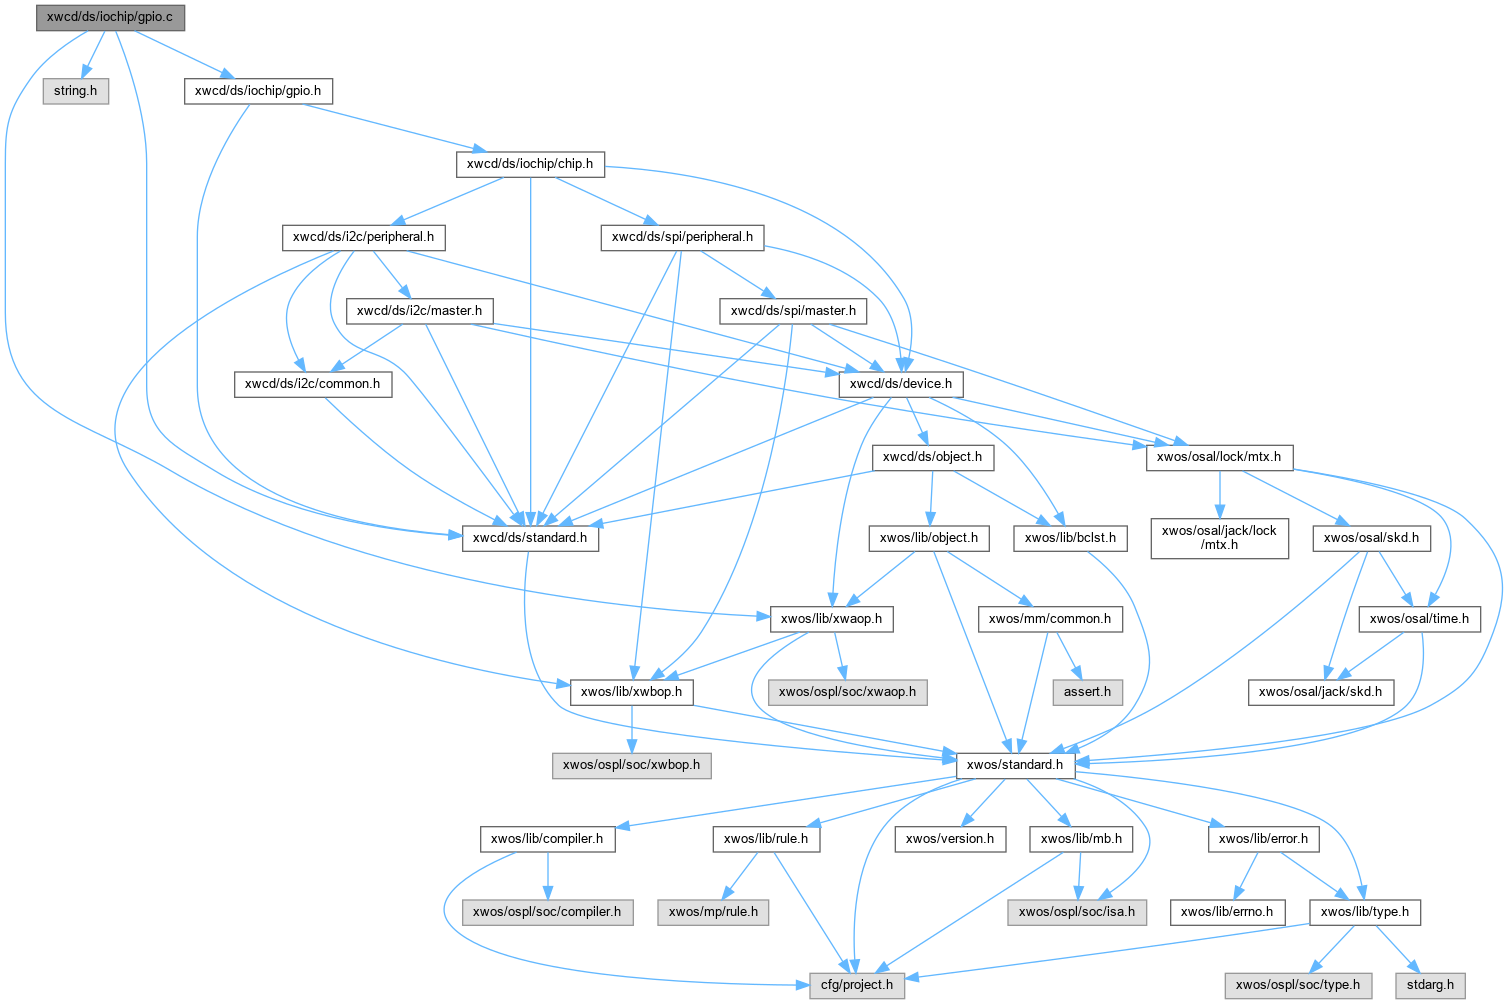 xwcd/ds/iochip/gpio.c
string.h
xwcd/ds/iochip/gpio.h
xwcd/ds/iochip/chip.h
xwcd/ds/i2c/peripheral.h
xwcd/ds/spi/peripheral.h
xwcd/ds/i2c/master.h
xwcd/ds/spi/master.h
xwcd/ds/i2c/common.h
xwcd/ds/device.h
xwcd/ds/object.h
xwos/osal/lock/mtx.h
xwcd/ds/standard.h
xwos/lib/object.h
xwos/lib/bclst.h
xwos/osal/jack/lock
/mtx.h
xwos/osal/skd.h
xwos/lib/xwaop.h
xwos/mm/common.h
xwos/osal/time.h
xwos/lib/xwbop.h
xwos/ospl/soc/xwaop.h
assert.h
xwos/osal/jack/skd.h
xwos/ospl/soc/xwbop.h
xwos/standard.h
xwos/lib/compiler.h
xwos/lib/rule.h
xwos/version.h
xwos/lib/mb.h
xwos/lib/error.h
xwos/ospl/soc/compiler.h
xwos/mp/rule.h
xwos/ospl/soc/isa.h
xwos/lib/errno.h
xwos/lib/type.h
cfg/project.h
xwos/ospl/soc/type.h
stdarg.h